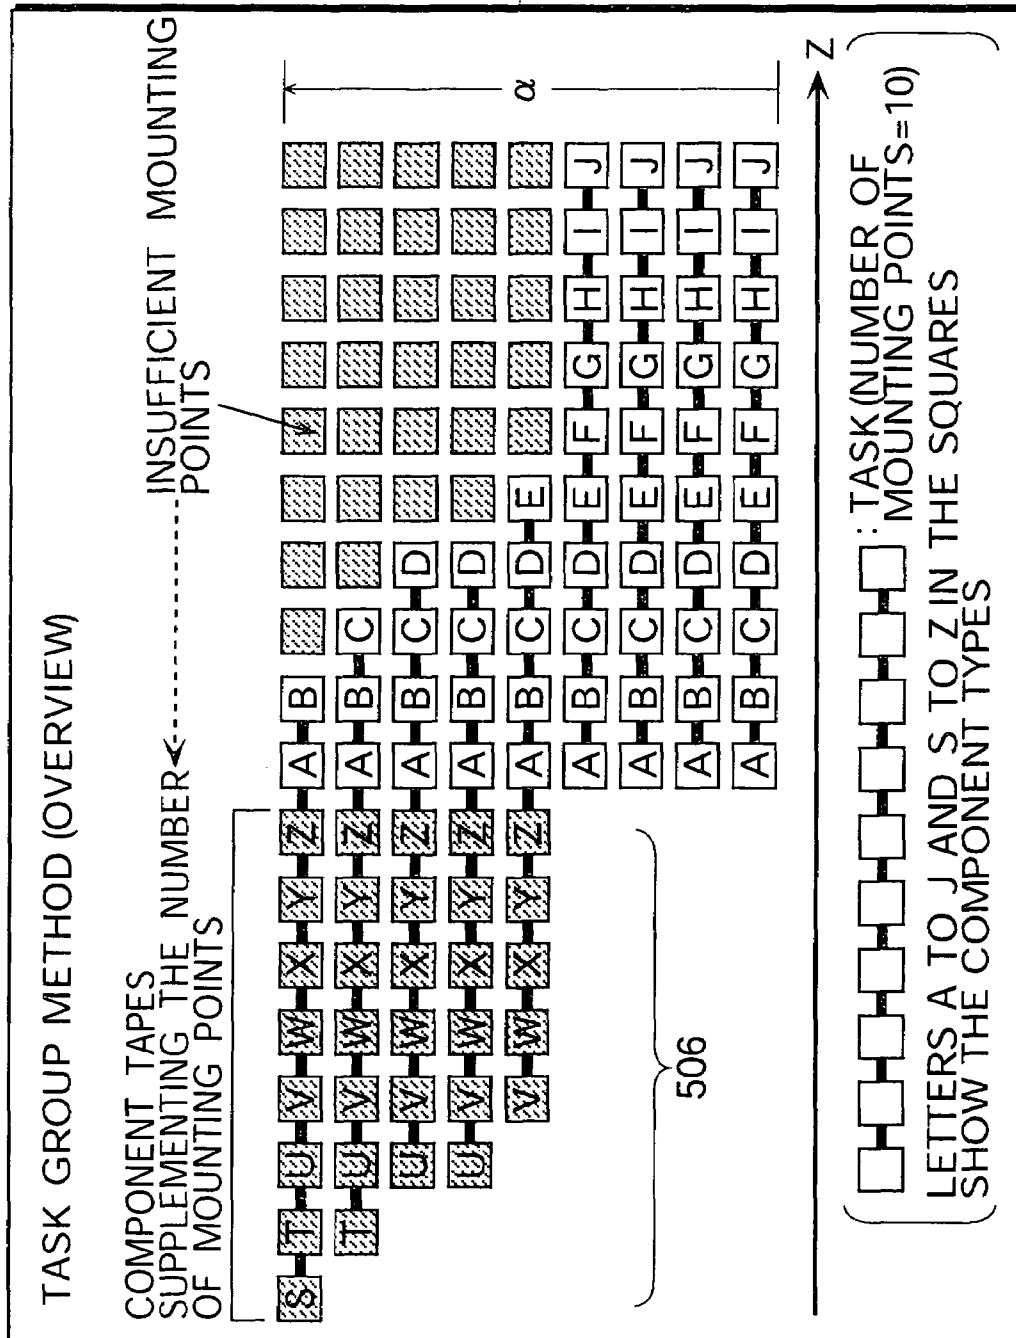 TASK GROUP METHOD (OVERVIEW)
COMPONENT TAPES
SUPPLEMENTING THE NUMBER
OF MOUNTING POINTS
INSUFFICIENT MOUNTING
POINTS
S T U V W X Y Z A B
T U V W X Y Z A B C
U V W X Y Z A B C D
U V W X Y Z A B C D
V W X Y Z A B C D E
A B C D E F G H I J
A B C D E F G H I J
A B C D E F G H I J
A B C D E F G H I J
α
506
Z
: TASK(NUMBER OF
MOUNTING POINTS=10)
LETTERS A TO J AND S TO Z IN THE SQUARES
SHOW THE COMPONENT TYPES